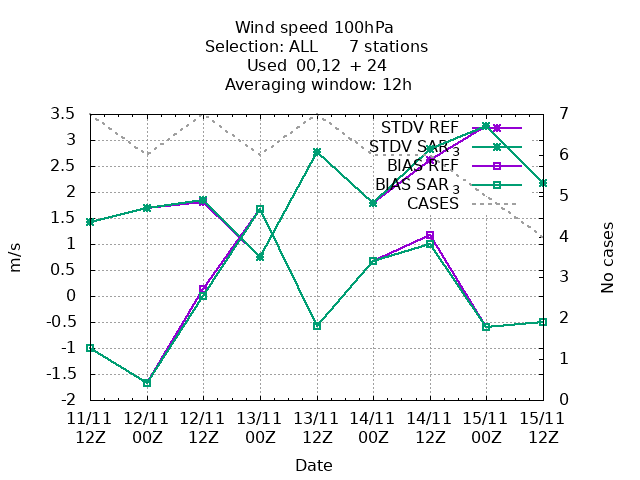 Wind speed 100hPa
Selection: ALL 7 stations
Used 00,12 + 24
Averaging window: 12h
STDV REF
STDV SAR 3
BIAS REF
BIAS SAR 3
CASES
3.5
3
2.5
2
1.5
1
0.5
0
-0.5
-1
-1.5
-2
m/s
7
6
5
4
3
2
1
0
No cases
11/11 12/11 12/11 13/11 13/11 14/11 14/11 15/11 15/11
12Z 00Z 12Z 00Z 12Z 00Z 12Z 00Z 12Z
Date